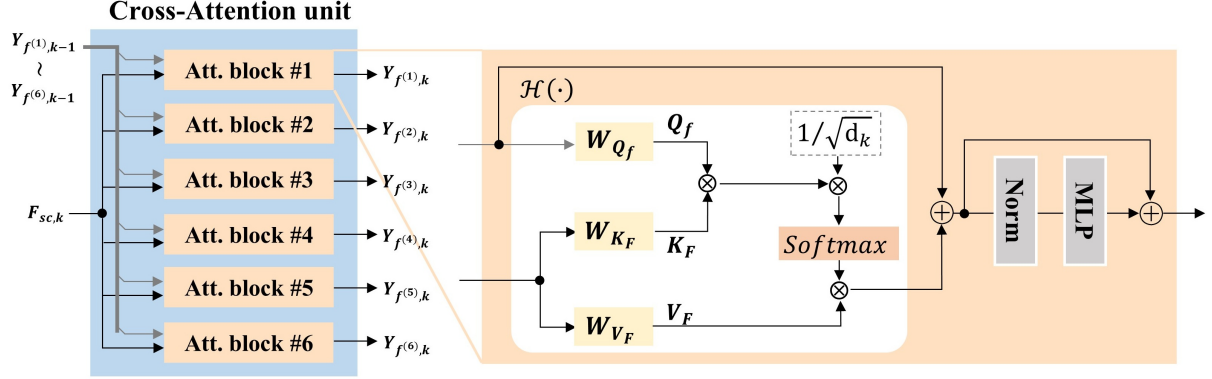 Cross-Attention unit
Y_{f^{(1)},k-1}
~
Y_{f^{(6)},k-1}
F_{sc,k}
Att. block #1
Att. block #2
Att. block #3
Att. block #4
Att. block #5
Att. block #6
Y_{f^{(1)},k}
Y_{f^{(2)},k}
Y_{f^{(3)},k}
Y_{f^{(4)},k}
Y_{f^{(5)},k}
Y_{f^{(6)},k}
ℋ(·)
W_{Q_f}
Q_f
1/√d_k
W_{K_F}
K_F
Softmax
W_{V_F}
V_F
Norm
MLP